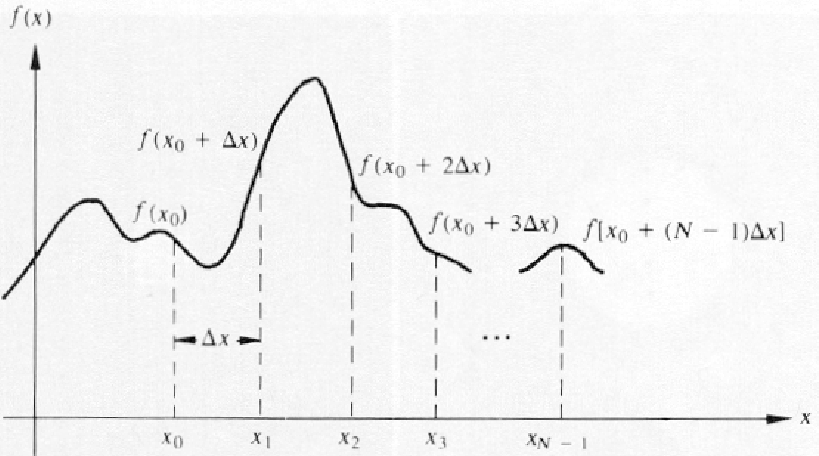 f(x)
f(x₀ + Δx)
f(x₀ + 2Δx)
f(x₀)
f(x₀ + 3Δx)
f[x₀ + (N − 1)Δx]
Δx
...
x
x₀
x₁
x₂
x₃
x_{N − 1}